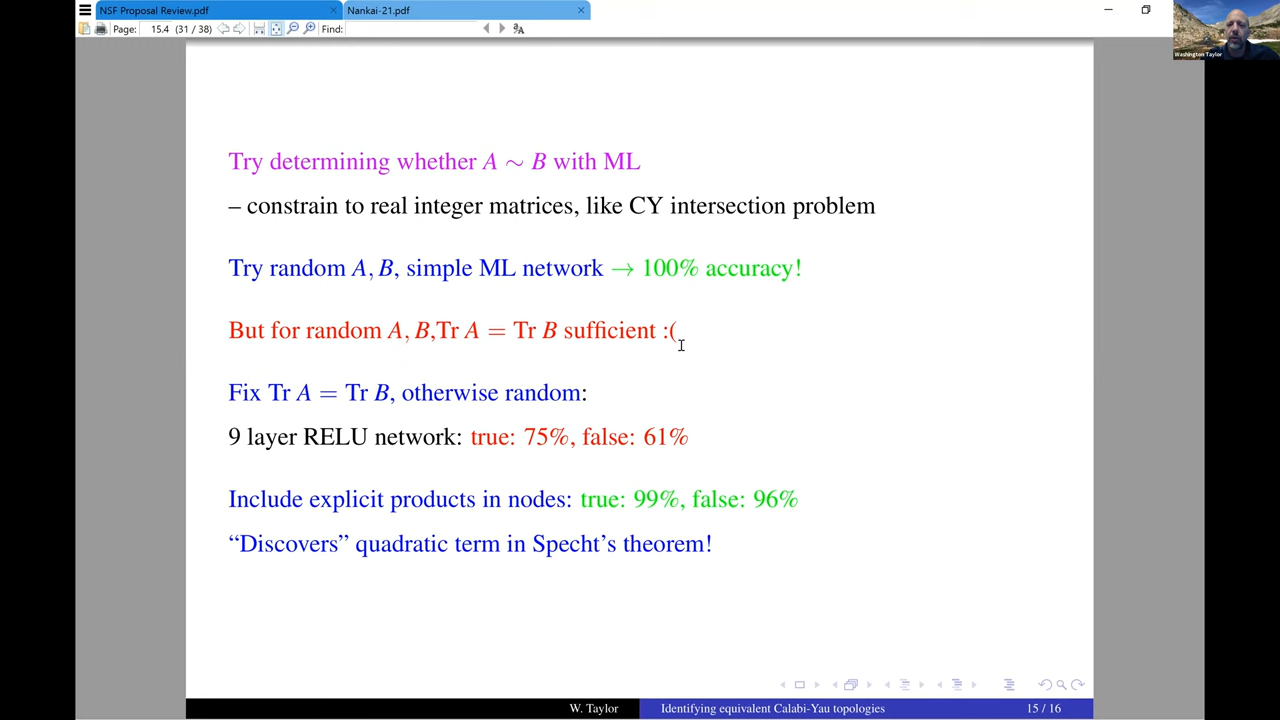 NSF Proposal Review.pdf
Nankai-21.pdf
Page: 15.4 (31 / 38) Find:
Washington Taylor
Try determining whether A ∼ B with ML
– constrain to real integer matrices, like CY intersection problem
Try random A, B, simple ML network → 100% accuracy!
But for random A, B,Tr A = Tr B sufficient :(
Fix Tr A = Tr B, otherwise random:
9 layer RELU network: true: 75%, false: 61%
Include explicit products in nodes: true: 99%, false: 96%
“Discovers” quadratic term in Specht’s theorem!
W. Taylor Identifying equivalent Calabi-Yau topologies 15 / 16